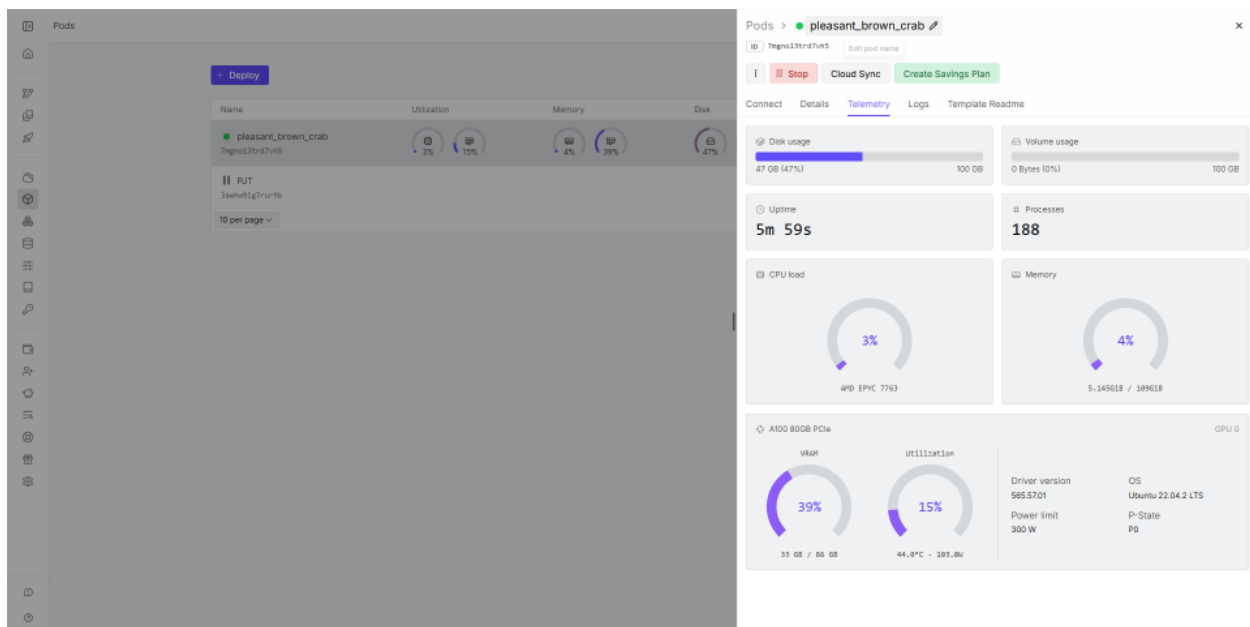 Pods
+ Deploy
Name Utilization Memory Disk
pleasant_brown_crab
3% 15% 4% 39% 47%
PJT
10 per page
Pods > pleasant_brown_crab
ID
Edit pod name
Stop Cloud Sync Create Savings Plan
Connect Details Telemetry Logs Template Readme
Disk usage
47 GB (47%) 100 GB
Volume usage
0 Bytes (0%) 100 GB
Uptime
5m 59s
Processes
188
CPU load
3%
AMD EPYC 7763
Memory
4%
5.145GiB / 109GiB
A100 80GB PCIe GPU 0
VRAM
39%
33 GB / 86 GB
Utilization
15%
44.0°C - 103.0W
Driver version
565.57.01
OS
Ubuntu 22.04.2 LTS
Power limit
300 W
P-State
P0